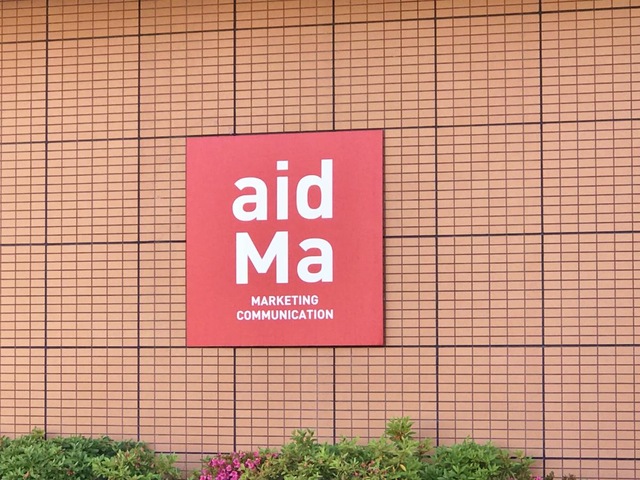 aid
Ma
MARKETING
COMMUNICATION